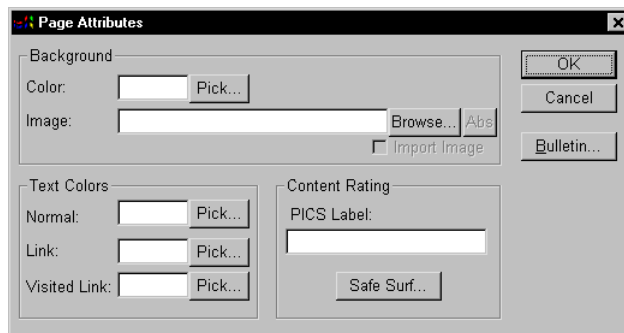 Page Attributes
Background
Color: Pick...
Image: Browse... Abs
Import Image
OK
Cancel
Bulletin...
Text Colors
Normal: Pick...
Link: Pick...
Visited Link: Pick...
Content Rating
PICS Label:
Safe Surf...